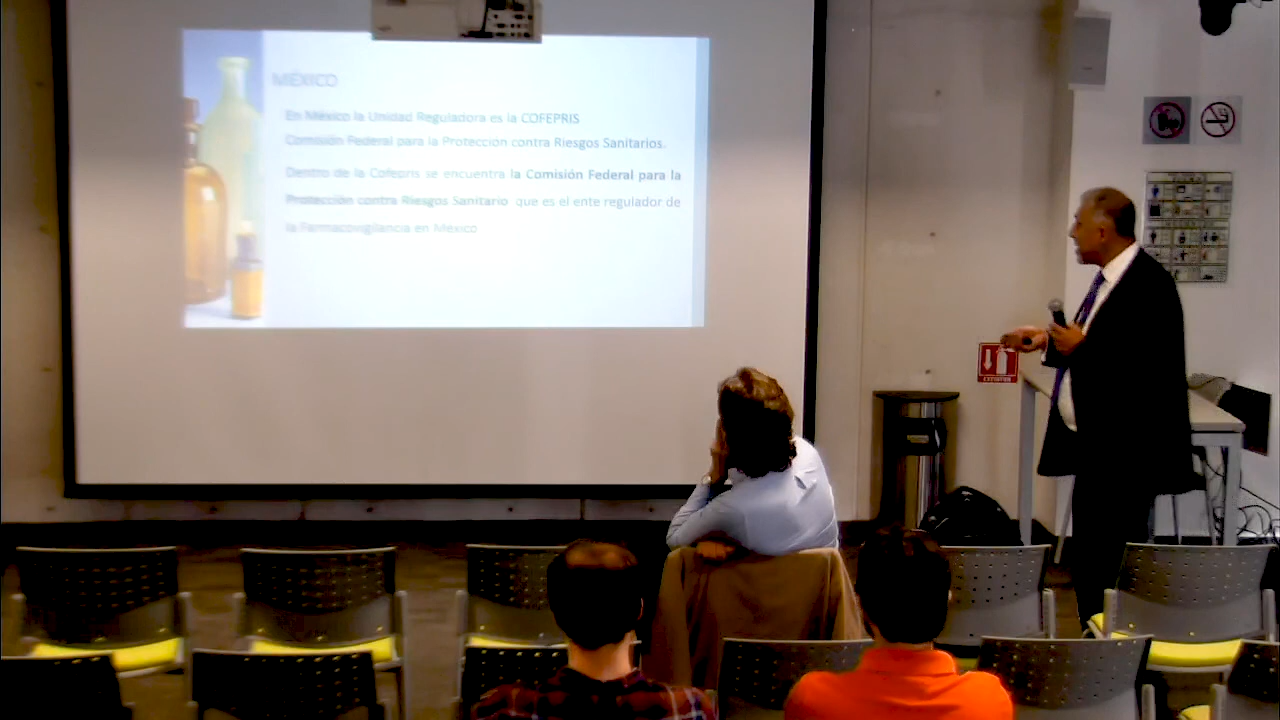 MÉXICO
En México la Unidad Reguladora es la COFEPRIS
Comisión Federal para la Protección contra Riesgos Sanitarios.
Dentro de la Cofepris se encuentra la Comisión Federal para la
Protección contra Riesgos Sanitario que es el ente regulador de
la Farmacovigilancia en México
EXTINTOR